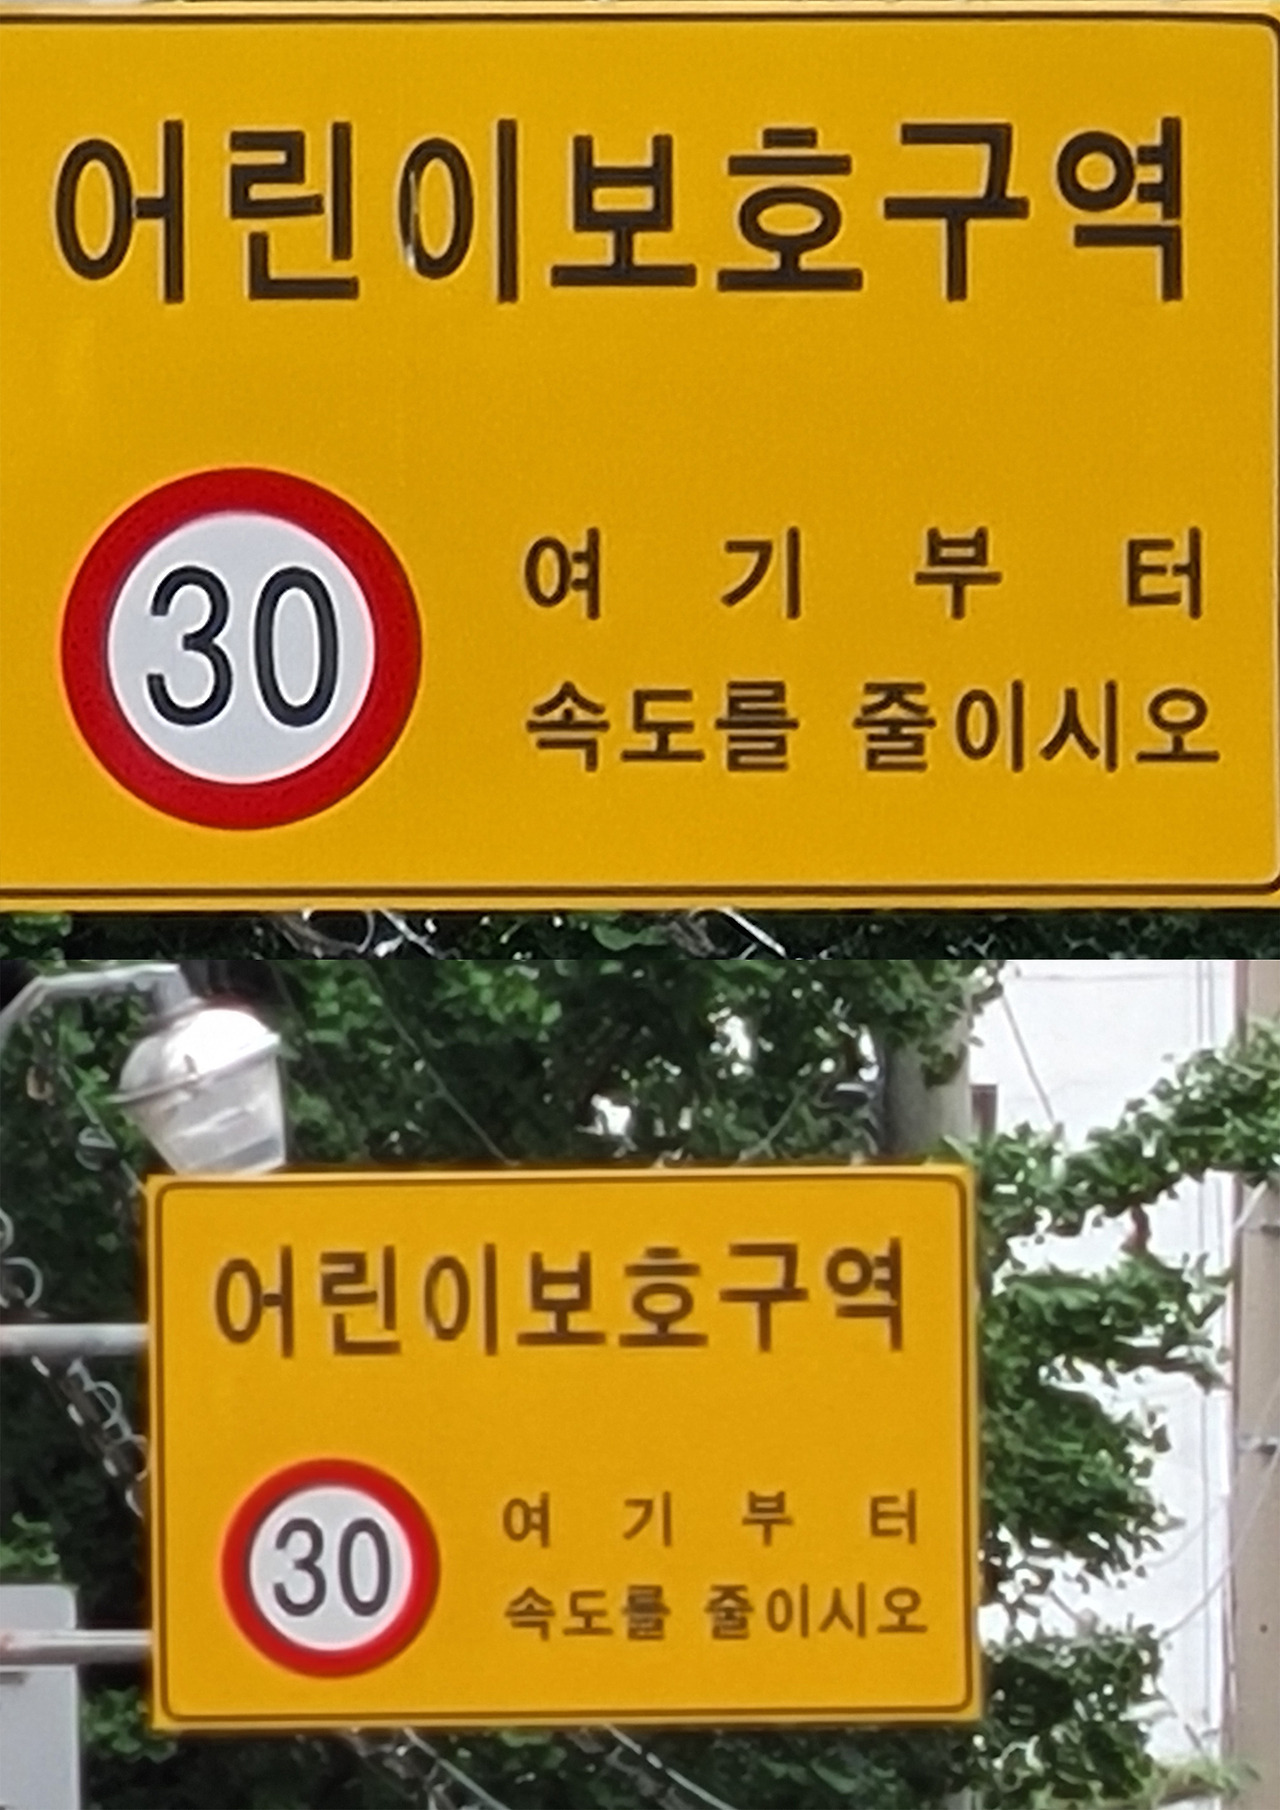 어린이보호구역
30
여 기 부 터
속도를 줄이시오
어린이보호구역
30
여 기 부 터
속도를 줄이시오